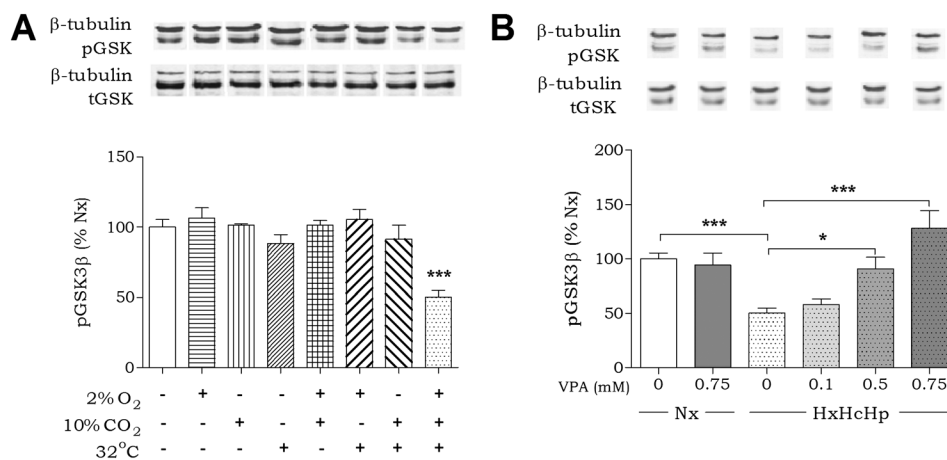 A
β-tubulin
pGSK
β-tubulin
tGSK
150
100
50
0
pGSK3β (% Nx)
***
2% O₂ - + - - + + - +
10% CO₂ - - + - + - + +
32°C - - - + - + + +
B
β-tubulin
pGSK
β-tubulin
tGSK
200
150
100
50
0
pGSK3β (% Nx)
***
***
*
VPA (mM) 0 0.75 0 0.1 0.5 0.75
Nx HxHcHp